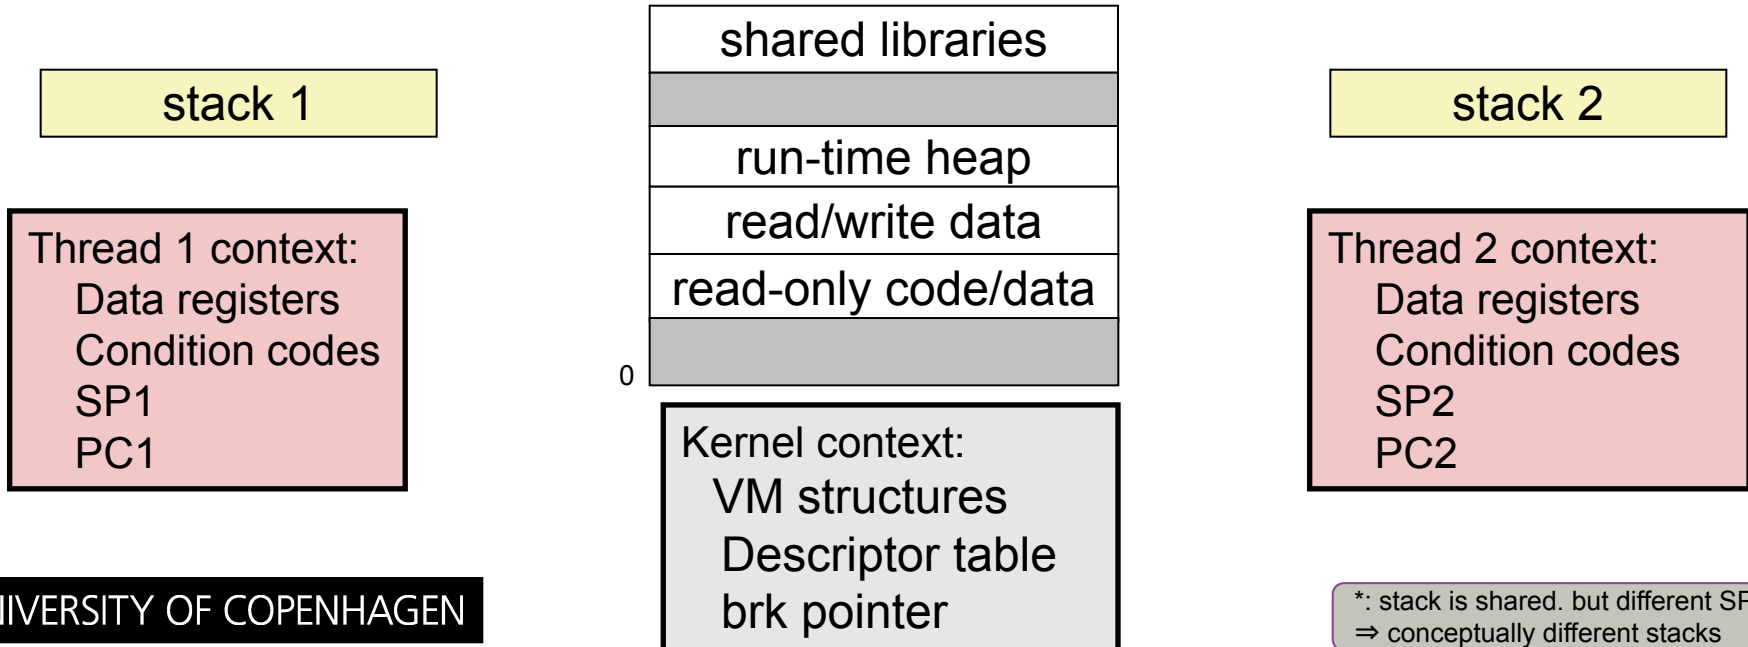 stack 1
Thread 1 context:
Data registers
Condition codes
SP1
PC1
shared libraries
run-time heap
read/write data
read-only code/data
0
Kernel context:
VM structures
Descriptor table
brk pointer
stack 2
Thread 2 context:
Data registers
Condition codes
SP2
PC2
NIVERSITY OF COPENHAGEN
*: stack is shared. but different SP
⇒ conceptually different stacks